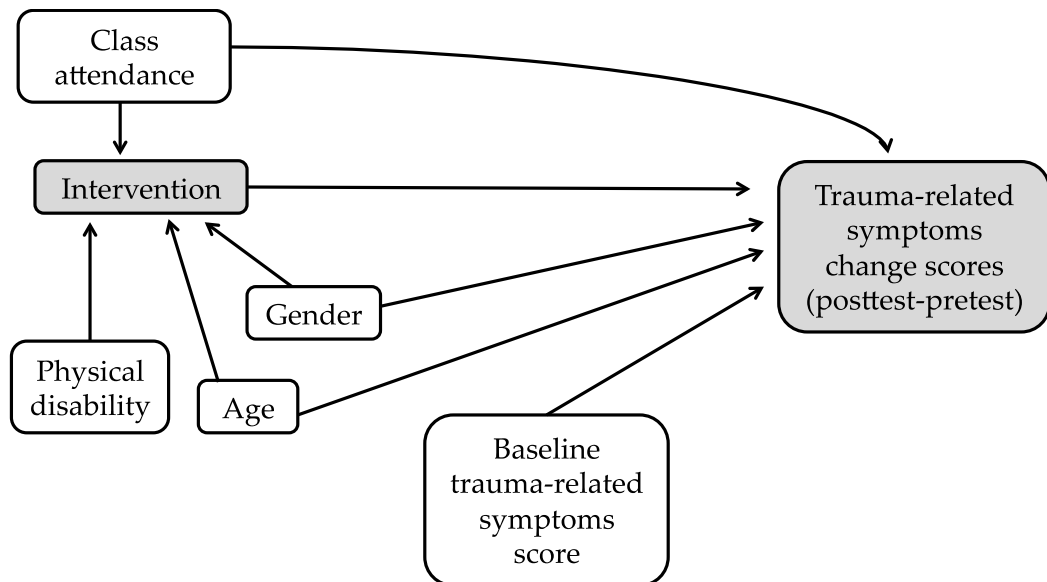 Class
attendance
Intervention
Trauma-related
symptoms
change scores
(posttest-pretest)
Gender
Physical
disability
Age
Baseline
trauma-related
symptoms
score